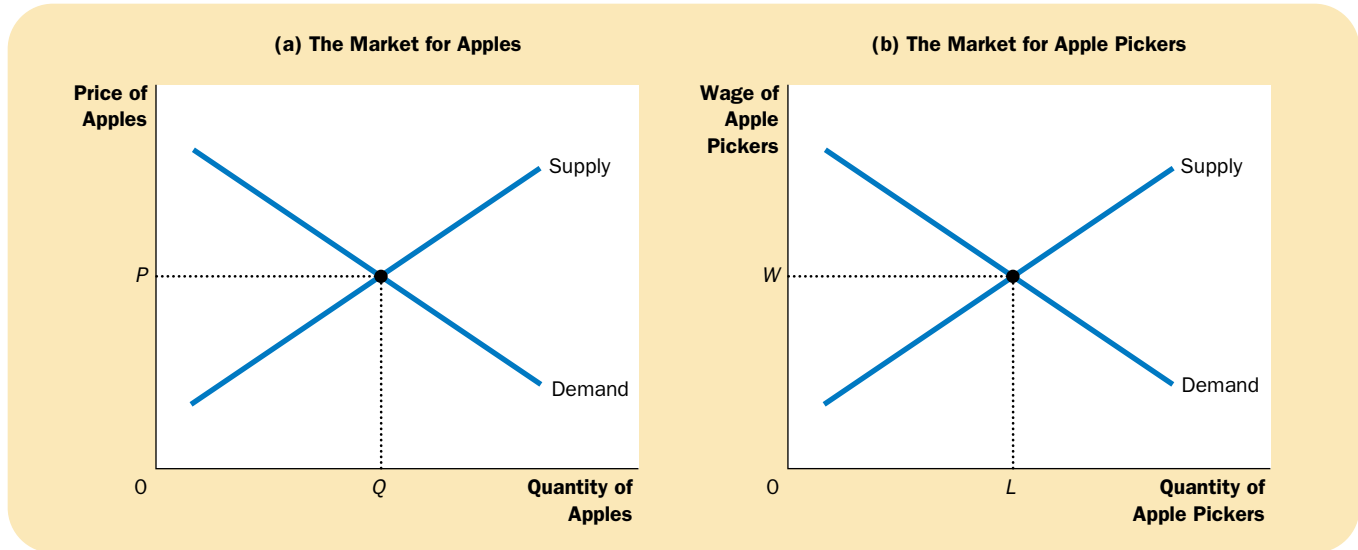 (a) The Market for Apples
Price of
Apples
Supply
P
Demand
0
Q
Quantity of
Apples
(b) The Market for Apple Pickers
Wage of
Apple
Pickers
Supply
W
Demand
0
L
Quantity of
Apple Pickers